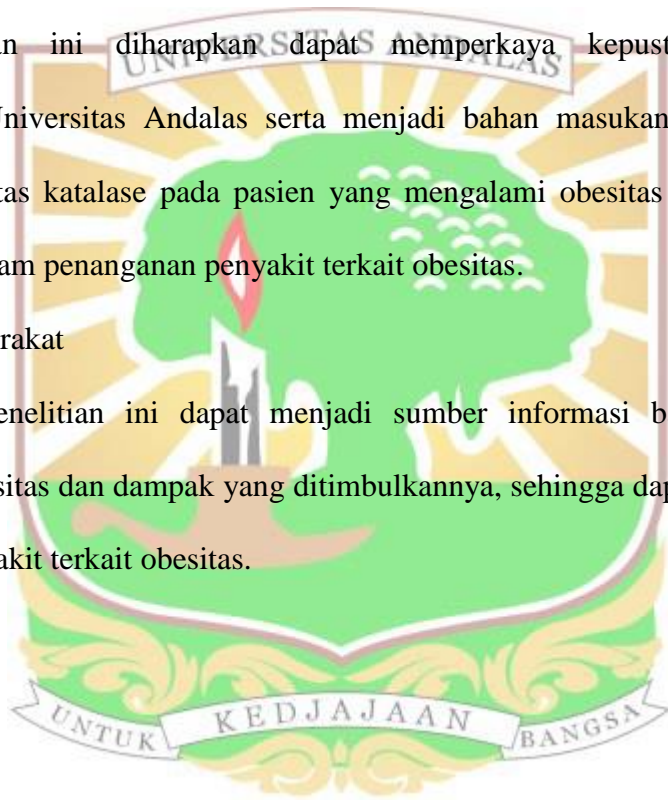 UNIVERSITAS ANDALAS
an ini diharapkan dapat memperkaya kepust
Universitas Andalas serta menjadi bahan masukan
tas katalase pada pasien yang mengalami obesitas
am penanganan penyakit terkait obesitas.
rakat
enelitian ini dapat menjadi sumber informasi b
sitas dan dampak yang ditimbulkannya, sehingga dap
akit terkait obesitas.
UNTUK KEDJAJAAN BANGSA